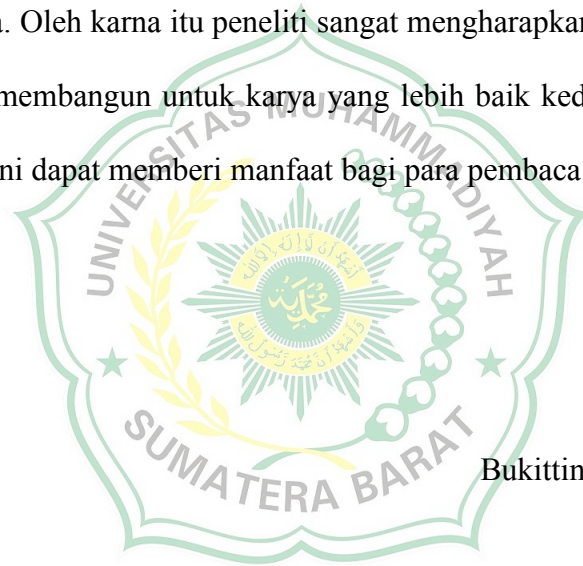 a. Oleh karna itu peneliti sangat mengharapkan
membangun untuk karya yang lebih baik ked
ni dapat memberi manfaat bagi para pembaca
UNIVERSITAS MUHAMMADIYAH
SUMATERA BARAT
Bukittin